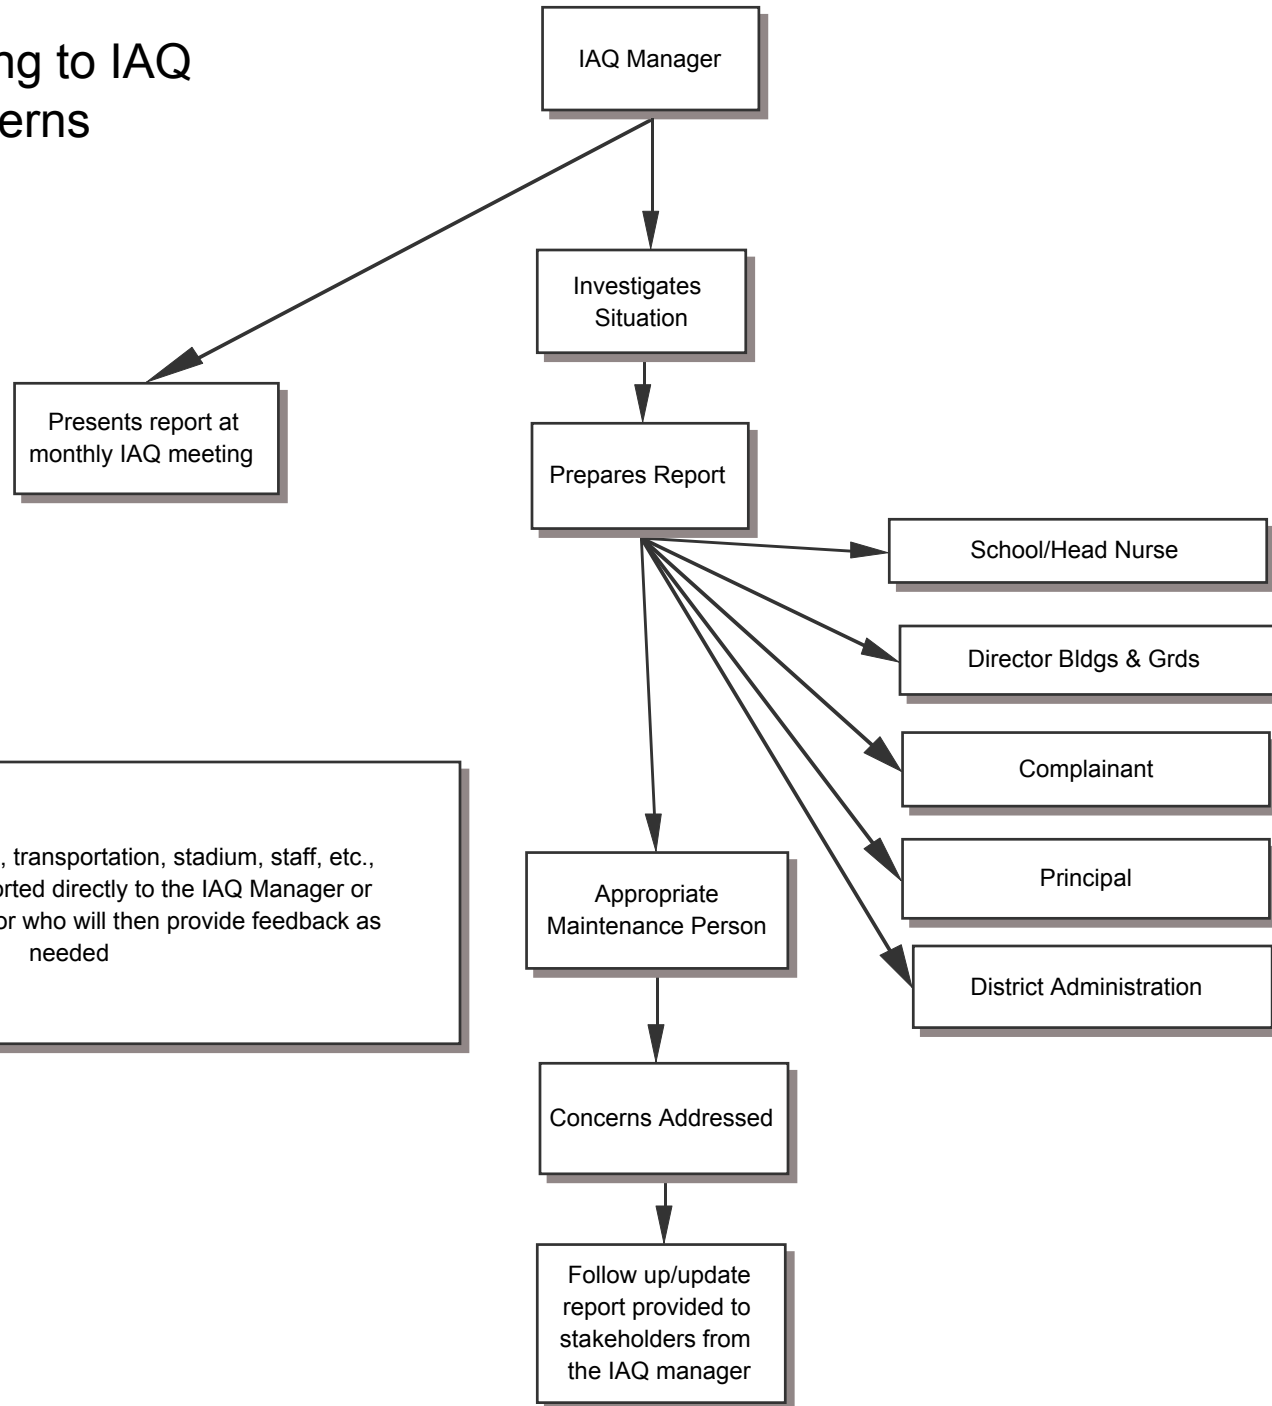 ng to IAQ
erns
IAQ Manager
Investigates
Situation
Presents report at
monthly IAQ meeting
Prepares Report
School/Head Nurse
Director Bldgs & Grds
Complainant
Principal
District Administration
, transportation, stadium, staff, etc.,
orted directly to the IAQ Manager or
or who will then provide feedback as
needed
Appropriate
Maintenance Person
Concerns Addressed
Follow up/update
report provided to
stakeholders from
the IAQ manager